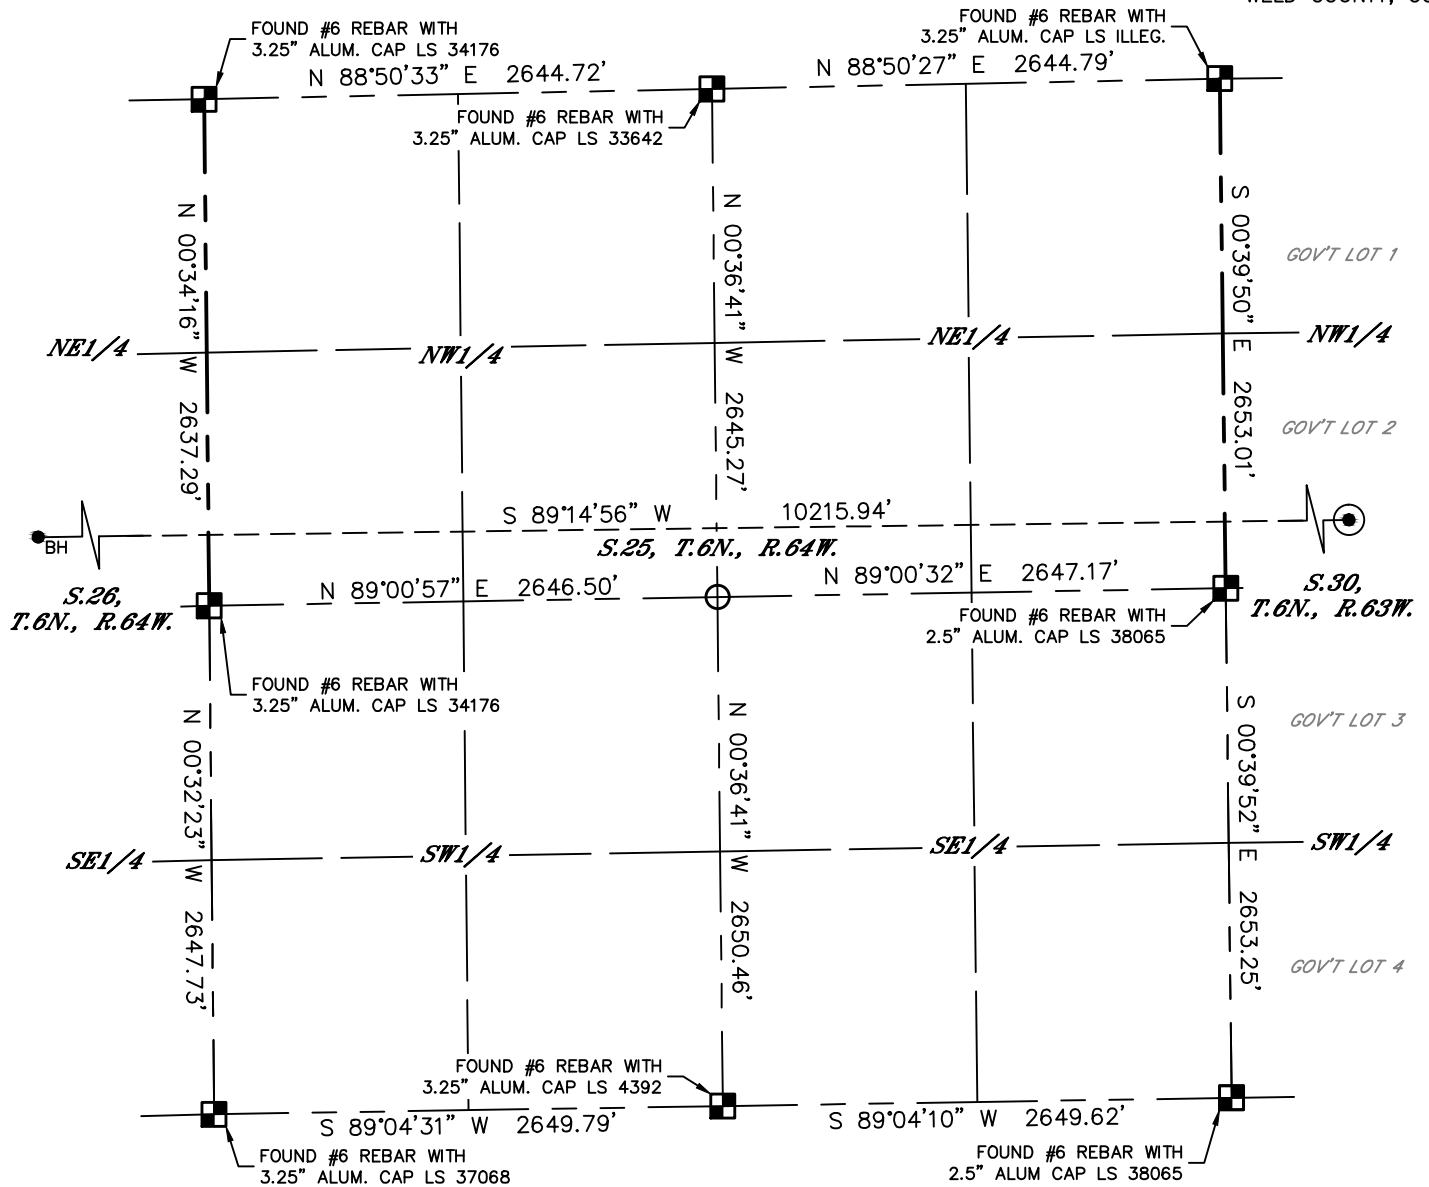 FOUND #6 REBAR WITH
3.25" ALUM. CAP LS 34176
FOUND #6 REBAR WITH
3.25" ALUM. CAP LS ILLEG.
N 88°50'33" E 2644.72'
N 88°50'27" E 2644.79'
FOUND #6 REBAR WITH
3.25" ALUM. CAP LS 33642
N 00°34'16" W 2637.29'
N 00°36'41" W 2645.27'
S 00°39'50" E 2653.01'
GOV'T LOT 1
NE1/4
NW1/4
NE1/4
NW1/4
GOV'T LOT 2
S 89°14'56" W 10215.94'
BH
S.25, T.6N., R.64W.
S.26,
T.6N., R.64W.
N 89°00'57" E 2646.50'
N 89°00'32" E 2647.17'
S.30,
T.6N., R.63W.
FOUND #6 REBAR WITH
2.5" ALUM. CAP LS 38065
FOUND #6 REBAR WITH
3.25" ALUM. CAP LS 34176
N 00°32'23" W 2647.73'
N 00°36'41" W 2650.46'
S 00°39'52" E 2653.25'
GOV'T LOT 3
SE1/4
SW1/4
SE1/4
SW1/4
GOV'T LOT 4
FOUND #6 REBAR WITH
3.25" ALUM. CAP LS 4392
S 89°04'31" W 2649.79'
S 89°04'10" W 2649.62'
FOUND #6 REBAR WITH
3.25" ALUM. CAP LS 37068
FOUND #6 REBAR WITH
2.5" ALUM CAP LS 38065